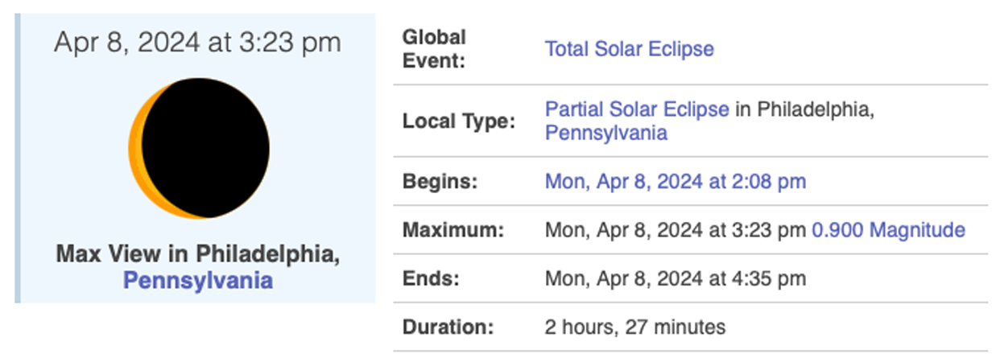 Apr 8, 2024 at 3:23 pm
Max View in Philadelphia,
Pennsylvania
Global
Event:
Total Solar Eclipse
Local Type:
Partial Solar Eclipse in Philadelphia,
Pennsylvania
Begins:
Mon, Apr 8, 2024 at 2:08 pm
Maximum:
Mon, Apr 8, 2024 at 3:23 pm 0.900 Magnitude
Ends:
Mon, Apr 8, 2024 at 4:35 pm
Duration:
2 hours, 27 minutes